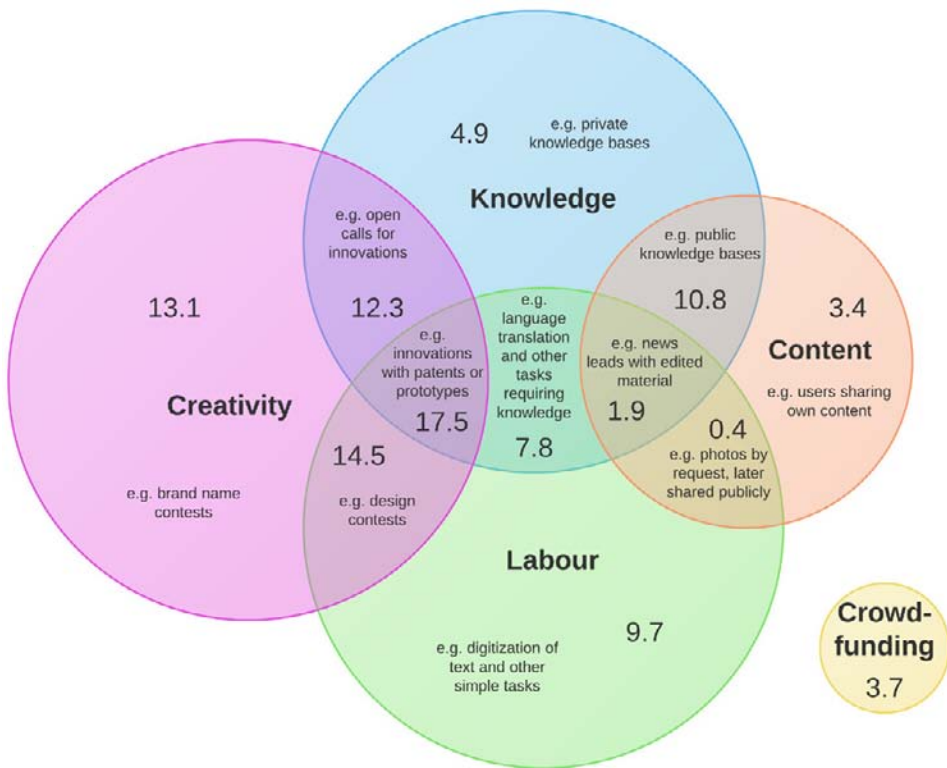 4.9
e.g. private
knowledge bases
Knowledge
e.g. open
calls for
innovations
12.3
e.g. public
knowledge bases
10.8
13.1
Creativity
e.g. brand name
contests
e.g.
innovations
with patents or
prototypes
17.5
e.g.
language
translation
and other
tasks
requiring
knowledge
7.8
e.g. news
leads with edited
material
1.9
3.4
Content
e.g. users sharing
own content
0.4
e.g. photos by
request, later
shared publicly
14.5
e.g. design
contests
Labour
9.7
e.g. digitization of
text and other
simple tasks
Crowd-
funding
3.7